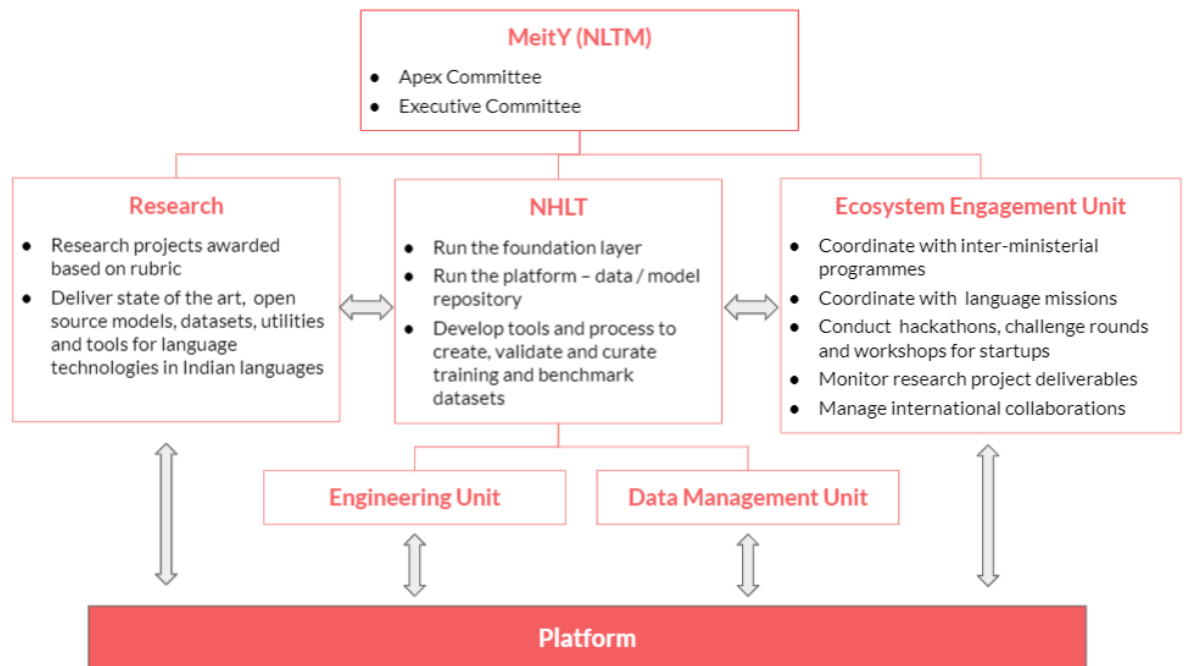 MeitY (NLTM)
● Apex Committee
● Executive Committee
Research
● Research projects awarded
based on rubric
● Deliver state of the art, open
source models, datasets, utilities
and tools for language
technologies in Indian languages
NHLT
● Run the foundation layer
● Run the platform – data / model
repository
● Develop tools and process to
create, validate and curate
training and benchmark
datasets
Ecosystem Engagement Unit
● Coordinate with inter-ministerial
programmes
● Coordinate with language missions
● Conduct hackathons, challenge rounds
and workshops for startups
● Monitor research project deliverables
● Manage international collaborations
Engineering Unit
Data Management Unit
Platform